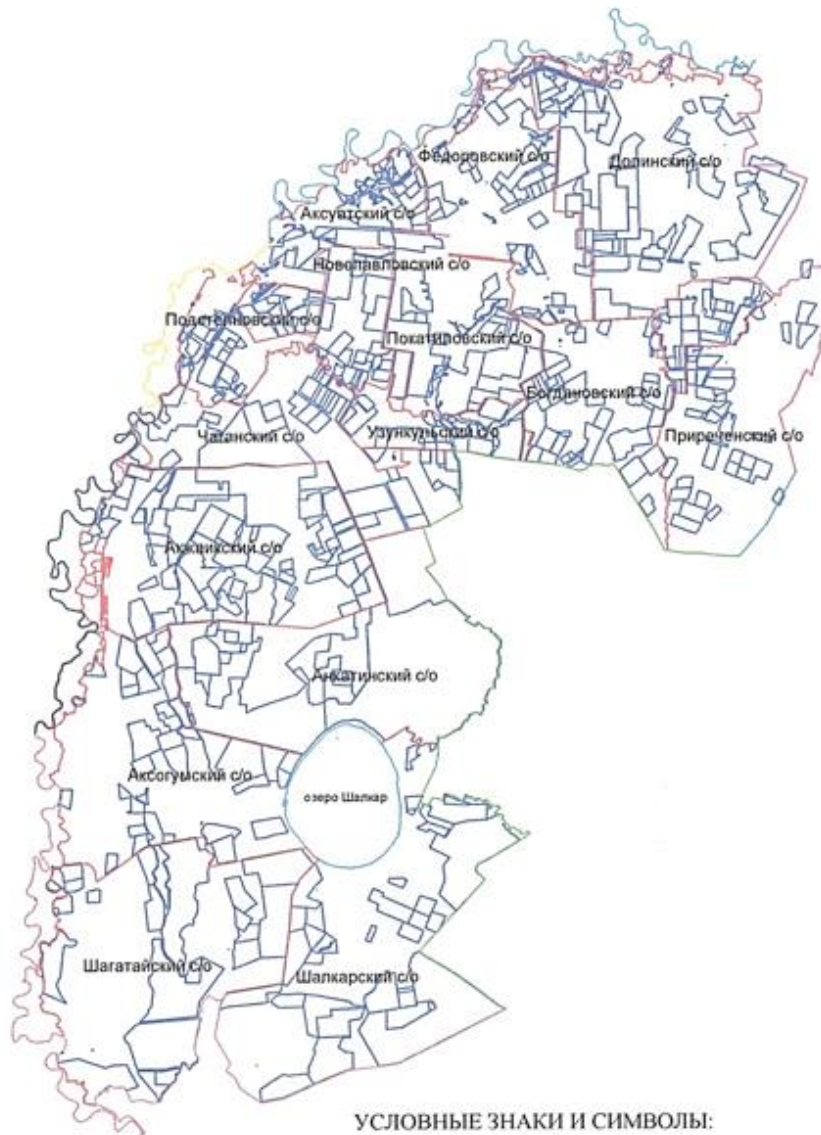 Федоровский с/о
Долинский с/о
Аксуатский с/о
Новопавловский с/о
Подстепновский с/о
Покатиловский с/о
Богдановский с/о
Чаганский с/о
Узункульский с/о
Приреченский с/о
Акжаикский с/о
Анкатинский с/о
Аксогумский с/о
озеро Шалкар
Шагатайский с/о
Шалкарский с/о
УСЛОВНЫЕ ЗНАКИ И СИМВОЛЫ: